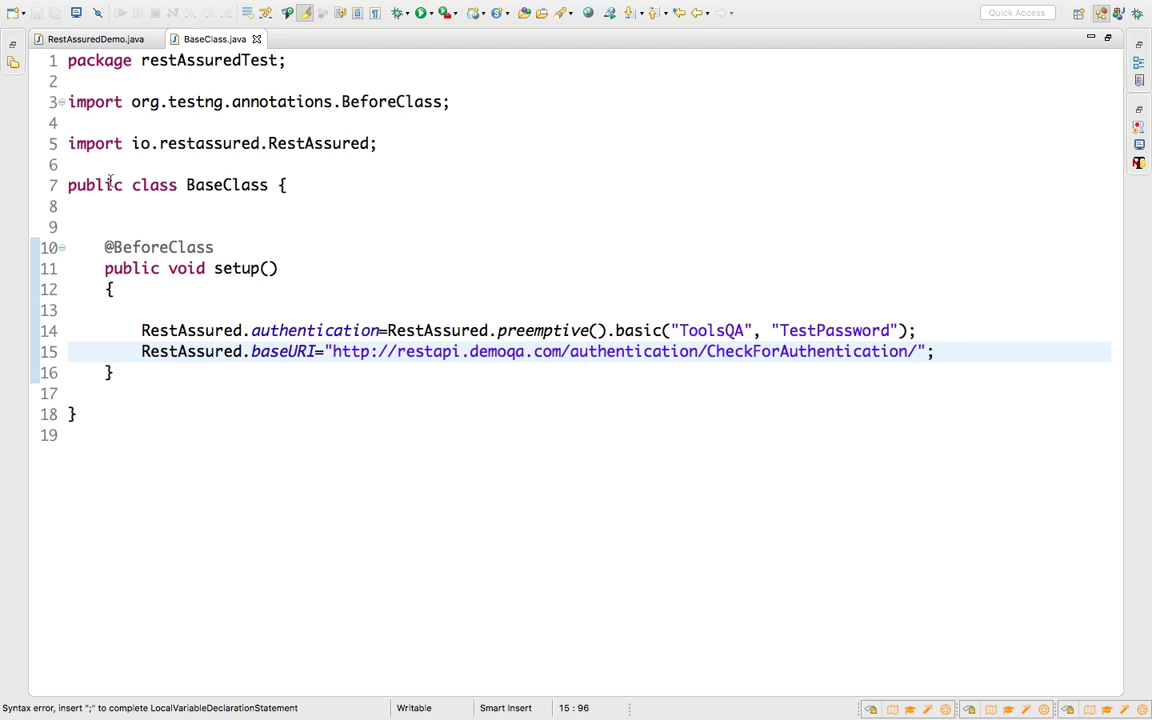 Quick Access
RestAssuredDemo.java
BaseClass.java
1 package restAssuredTest;
2
3 import org.testng.annotations.BeforeClass;
4
5 import io.restassured.RestAssured;
6
7 public class BaseClass {
8
9
10 @BeforeClass
11 public void setup()
12 {
13
14 RestAssured.authentication=RestAssured.preemptive().basic("ToolsQA", "TestPassword");
15 RestAssured.baseURI="http://restapi.demoqa.com/authentication/CheckForAuthentication/";
16 }
17
18 }
19
Syntax error, insert ";" to complete LocalVariableDeclarationStatement
Writable
Smart Insert
15 : 96